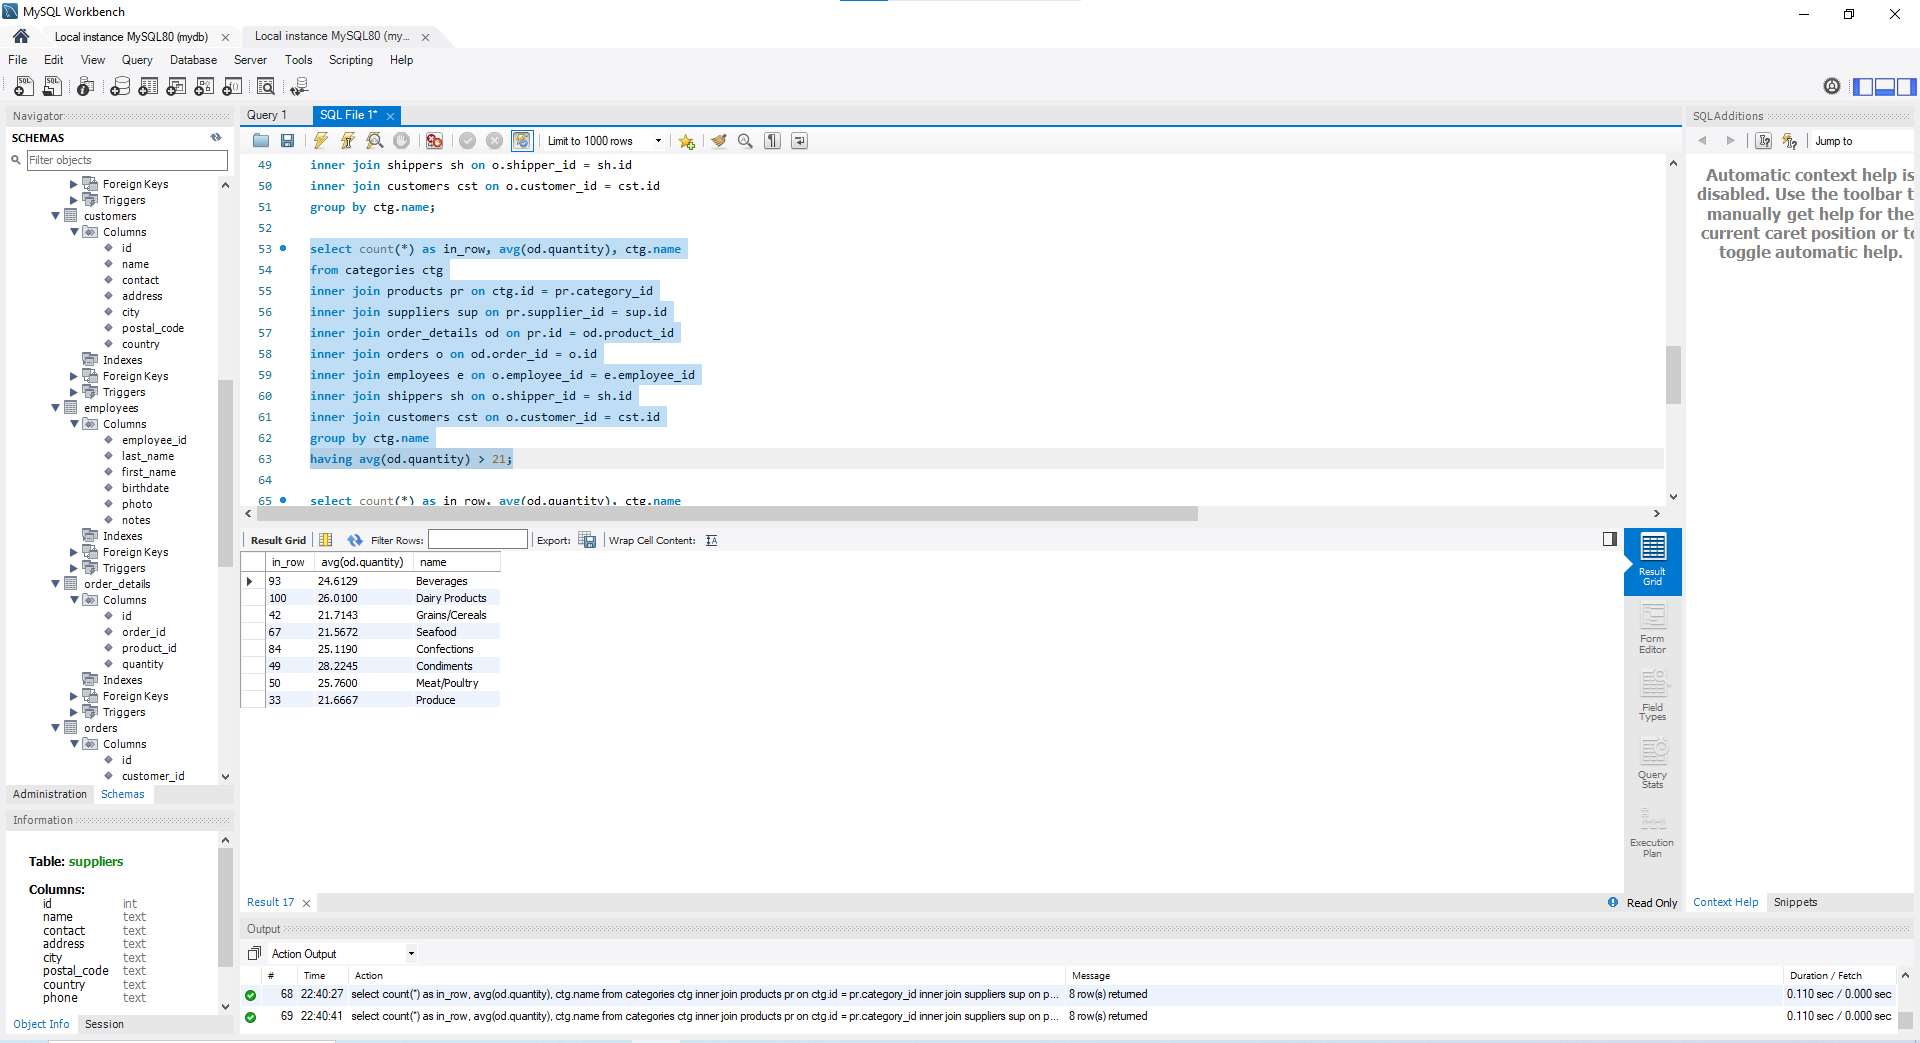 MySQL Workbench
Local instance MySQL80 (mydb)
Local instance MySQL80 (my...
File Edit View Query Database Server Tools Scripting Help
Navigator
SCHEMAS
Filter objects
Foreign Keys
Triggers
customers
Columns
id
name
contact
address
city
postal_code
country
Indexes
Foreign Keys
Triggers
employees
Columns
employee_id
last_name
first_name
birthdate
photo
notes
Indexes
Foreign Keys
Triggers
order_details
Columns
id
order_id
product_id
quantity
Indexes
Foreign Keys
Triggers
orders
Columns
id
customer_id
Administration Schemas
Information
Table: suppliers
Columns:
id int
name text
contact text
address text
city text
postal_code text
country text
phone text
Object Info Session
Query 1 SQL File 1*
Limit to 1000 rows
49 inner join shippers sh on o.shipper_id = sh.id
50 inner join customers cst on o.customer_id = cst.id
51 group by ctg.name;
52
53 select count(*) as in_row, avg(od.quantity), ctg.name
54 from categories ctg
55 inner join products pr on ctg.id = pr.category_id
56 inner join suppliers sup on pr.supplier_id = sup.id
57 inner join order_details od on pr.id = od.product_id
58 inner join orders o on od.order_id = o.id
59 inner join employees e on o.employee_id = e.employee_id
60 inner join shippers sh on o.shipper_id = sh.id
61 inner join customers cst on o.customer_id = cst.id
62 group by ctg.name
63 having avg(od.quantity) > 21;
64
65 select count(*) as in_row, avg(od.quantity), ctg.name
Result Grid Filter Rows: Export: Wrap Cell Content:
in_row avg(od.quantity) name
93 24.6129 Beverages
100 26.0100 Dairy Products
42 21.7143 Grains/Cereals
67 21.5672 Seafood
84 25.1190 Confections
49 28.2245 Condiments
50 25.7600 Meat/Poultry
33 21.6667 Produce
Result
Grid
Form
Editor
Field
Types
Query
Stats
Execution
Plan
Result 17
Read Only
SQLAdditions
Jump to
Automatic context help is
disabled. Use the toolbar t
manually get help for the
current caret position or to
toggle automatic help.
Context Help Snippets
Output
Action Output
# Time Action Message Duration / Fetch
68 22:40:27 select count(*) as in_row, avg(od.quantity), ctg.name from categories ctg inner join products pr on ctg.id = pr.category_id inner join suppliers sup on p... 8 row(s) returned 0.110 sec / 0.000 sec
69 22:40:41 select count(*) as in_row, avg(od.quantity), ctg.name from categories ctg inner join products pr on ctg.id = pr.category_id inner join suppliers sup on p... 8 row(s) returned 0.110 sec / 0.000 sec